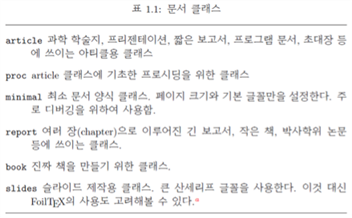 표 1.1: 문서 클래스
article 과학 학술지, 프리젠테이션, 짧은 보고서, 프로그램 문서, 초대장 등
에 쓰이는 아티클용 클래스
proc article 클래스에 기초한 프로시딩을 위한 클래스
minimal 최소 문서 양식 클래스. 페이지 크기와 기본 글꼴만을 설정한다. 주
로 디버깅을 위하여 사용함.
report 여러 장(chapter)으로 이루어진 긴 보고서, 작은 책, 박사학위 논문
등에 쓰이는 클래스.
book 진짜 책을 만들기 위한 클래스.
slides 슬라이드 제작용 클래스. 큰 산세리프 글꼴을 사용한다. 이것 대신
FoilTEX의 사용도 고려해볼 수 있다.a